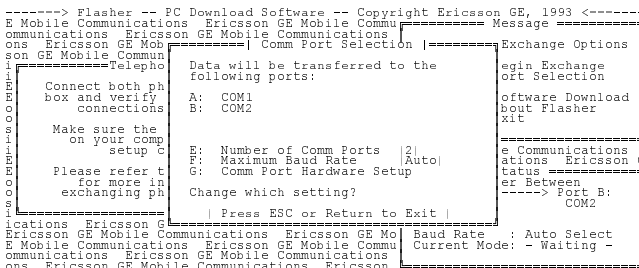 -------> Flasher -- PC Download Software -- Copyright Ericsson GE, 1993 <-------
E Mobile Communications  Ericsson GE Mobile Commu Message
ommunications  Ericsson GE Mobile Communications
ons  Ericsson GE Mob | Comm Port Selection | Exchange Options
sson GE Mobile Commu
i Telepho Data will be transferred to the egin Exchange
i following ports: ort Selection
E Connect both ph
E box and verify A:  COM1 oftware Download
o connections B:  COM2 bout Flasher
s xit
i Make sure the
i on your comp
E setup c E:  Number of Comm Ports |2| e Communications
E F:  Maximum Baud Rate |Auto| ations  Ericsson G
o Please refer t G:  Comm Port Hardware Setup tatus
o for more in er Between
o exchanging ph Change which setting? -----> Port B:
s COM2
i | Press ESC or Return to Exit |
ications  Ericsson G
E Mobile Communications  Ericsson GE Mo Baud Rate   : Auto Select
E Mobile Communications  Ericsson GE Mobile Commu Current Mode: - Waiting -
ommunications  Ericsson GE Mobile Communications
ons  Ericsson GE Mobile Communications  Ericsson